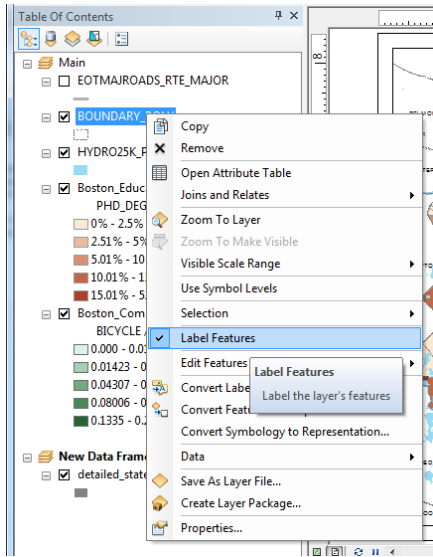 Table Of Contents
Main
EOTMAJROADS_RTE_MAJOR
BOUNDARY_
HYDRO25K_P
Boston_Educ
PHD_DEG
0% - 2.5%
2.51% - 5%
5.01% - 10
10.01% - 1
15.01% - 5
Boston_Com
BICYCLE
0.000 - 0.0
0.01423 - 0
0.04307 - 0
0.08006 - 0
0.1335 - 0.
New Data Frame
detailed_state
Copy
Remove
Open Attribute Table
Joins and Relates
Zoom To Layer
Zoom To Make Visible
Visible Scale Range
Use Symbol Levels
Selection
Label Features
Edit Features
Convert Labe
Convert Featu
Convert Symbology to Representation...
Data
Save As Layer File...
Create Layer Package...
Properties...
Label Features
Label the layer's features